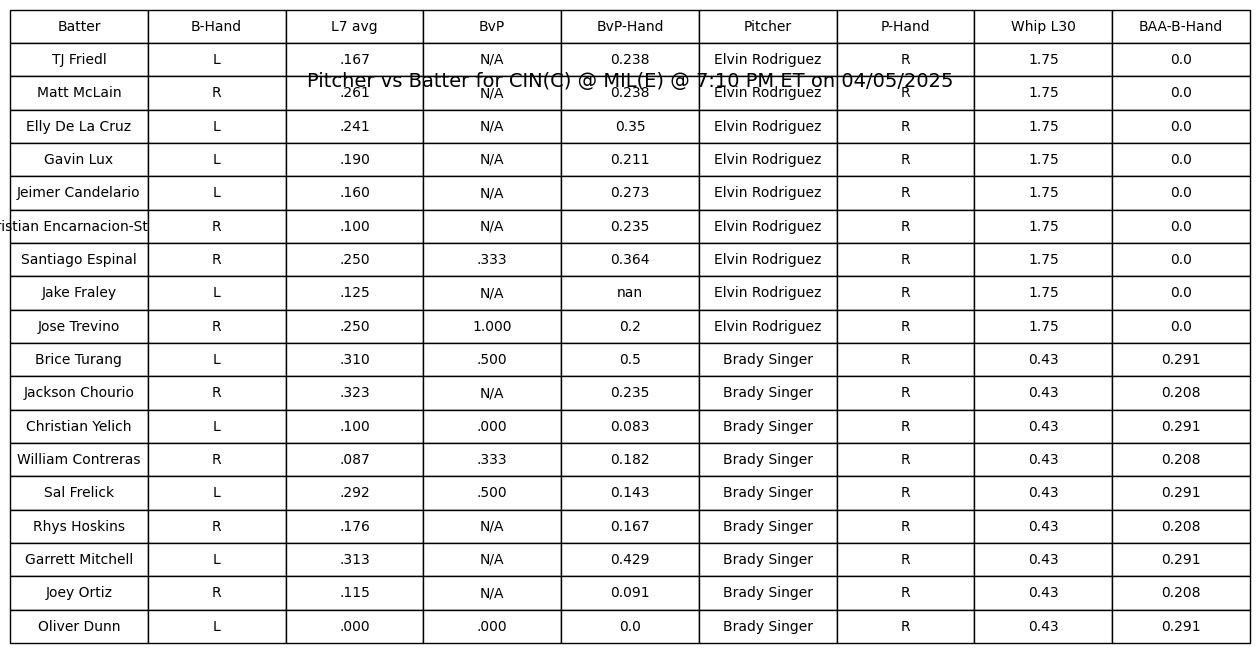 Batter B-Hand L7 avg BvP BvP-Hand Pitcher P-Hand Whip L30 BAA-B-Hand
TJ Friedl L .167 N/A 0.238 Elvin Rodriguez R 1.75 0.0
Pitcher vs Batter for CIN(C) @ MIL(E) @ 7:10 PM ET on 04/05/2025
Matt McLain R .261 N/A 0.238 Elvin Rodriguez R 1.75 0.0
Elly De La Cruz L .241 N/A 0.35 Elvin Rodriguez R 1.75 0.0
Gavin Lux L .190 N/A 0.211 Elvin Rodriguez R 1.75 0.0
Jeimer Candelario L .160 N/A 0.273 Elvin Rodriguez R 1.75 0.0
istian Encarnacion-St R .100 N/A 0.235 Elvin Rodriguez R 1.75 0.0
Santiago Espinal R .250 .333 0.364 Elvin Rodriguez R 1.75 0.0
Jake Fraley L .125 N/A nan Elvin Rodriguez R 1.75 0.0
Jose Trevino R .250 1.000 0.2 Elvin Rodriguez R 1.75 0.0
Brice Turang L .310 .500 0.5 Brady Singer R 0.43 0.291
Jackson Chourio R .323 N/A 0.235 Brady Singer R 0.43 0.208
Christian Yelich L .100 .000 0.083 Brady Singer R 0.43 0.291
William Contreras R .087 .333 0.182 Brady Singer R 0.43 0.208
Sal Frelick L .292 .500 0.143 Brady Singer R 0.43 0.291
Rhys Hoskins R .176 N/A 0.167 Brady Singer R 0.43 0.208
Garrett Mitchell L .313 N/A 0.429 Brady Singer R 0.43 0.291
Joey Ortiz R .115 N/A 0.091 Brady Singer R 0.43 0.208
Oliver Dunn L .000 .000 0.0 Brady Singer R 0.43 0.291